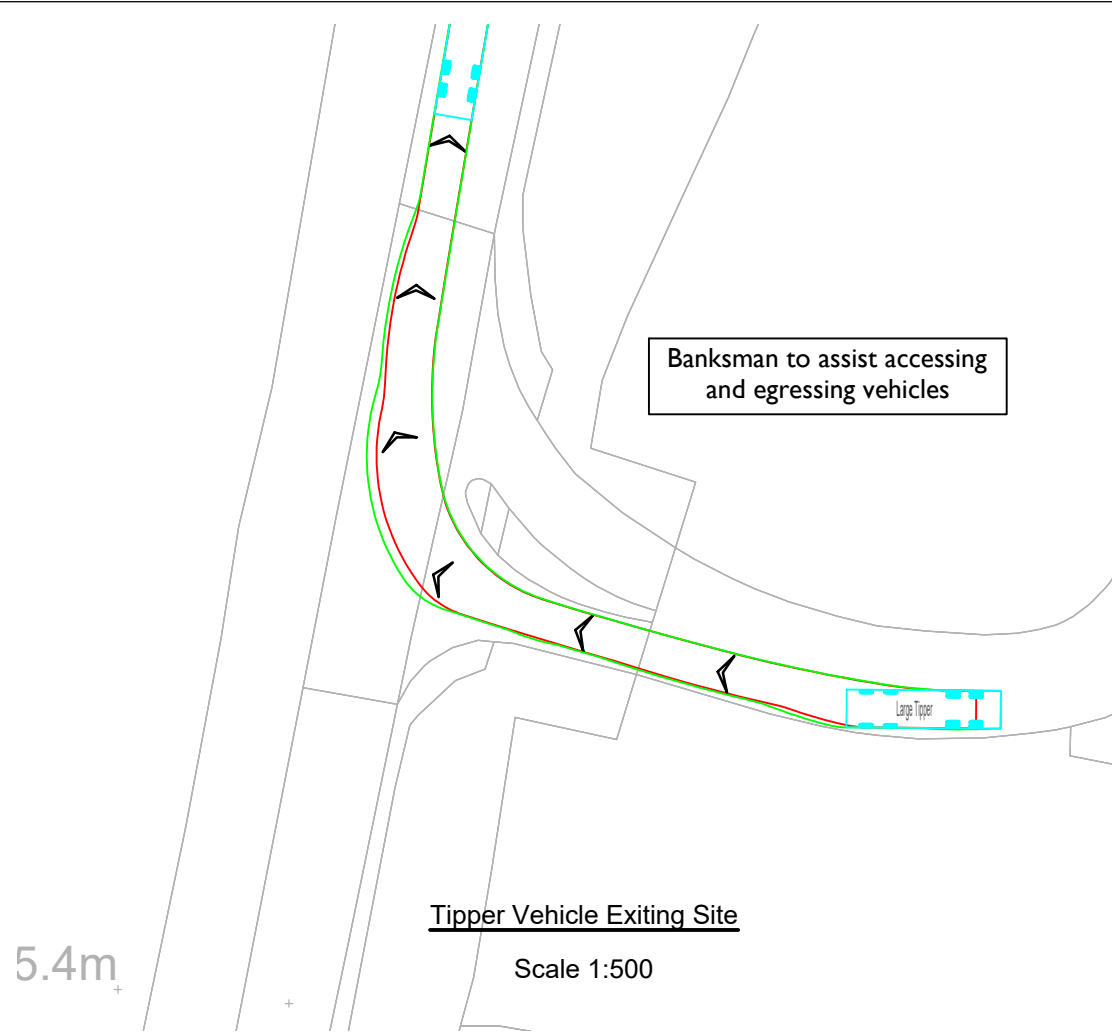 Banksman to assist accessing
and egressing vehicles
Large Tipper
Tipper Vehicle Exiting Site
Scale 1:500
5.4m